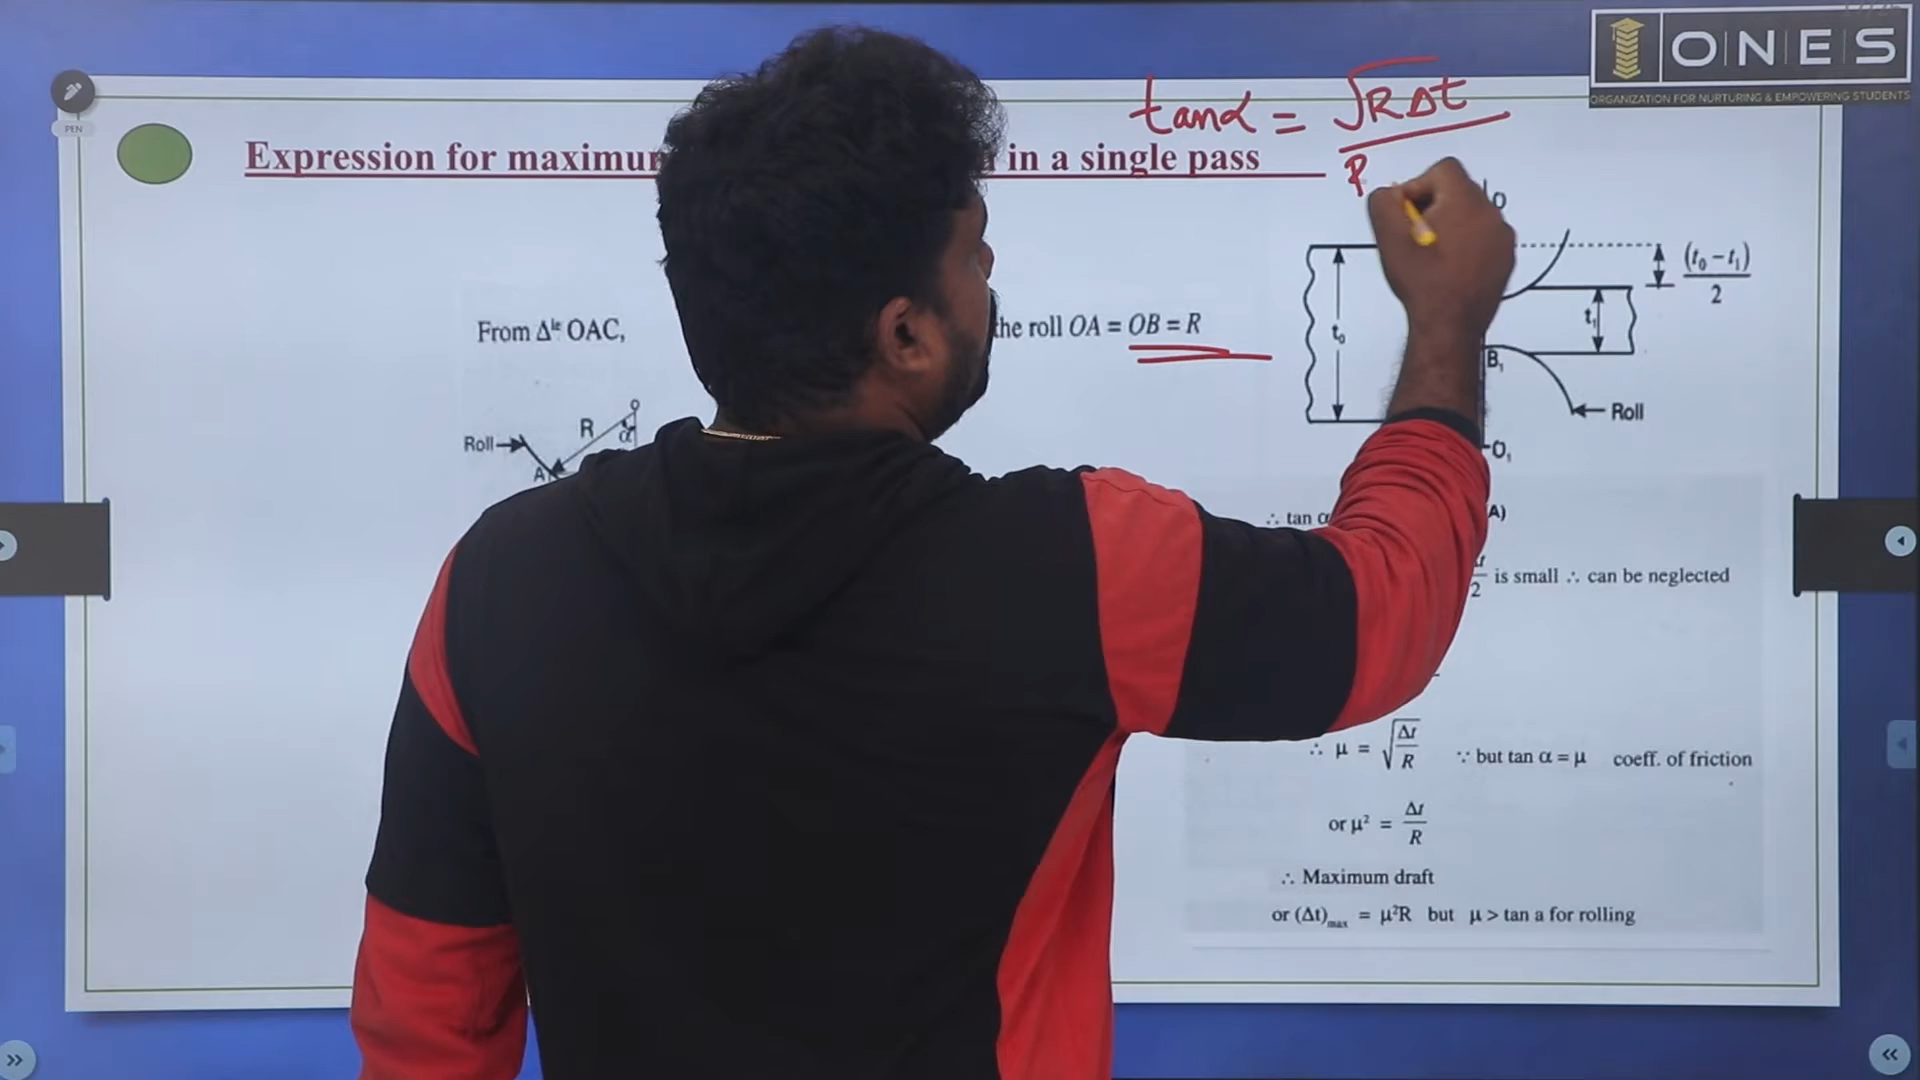 ONES
ORGANIZATION FOR NURTURING & EMPOWERING STUDENTS
PEN
tanα = √RΔt
R
Expression for maximum in a single pass
O
(t₀ – t₁)
2
From Δˡᵉ OAC,
the roll OA = OB = R
t₀
t₁
B₁
Roll
O₁
O
R
α
Roll
A
∴ tan α
A)
2 is small ∴ can be neglected
∴ μ = √Δt/R ∵ but tan α = μ coeff. of friction
or μ² = Δt/R
∴ Maximum draft
or (Δt)max = μ²R but μ > tan a for rolling